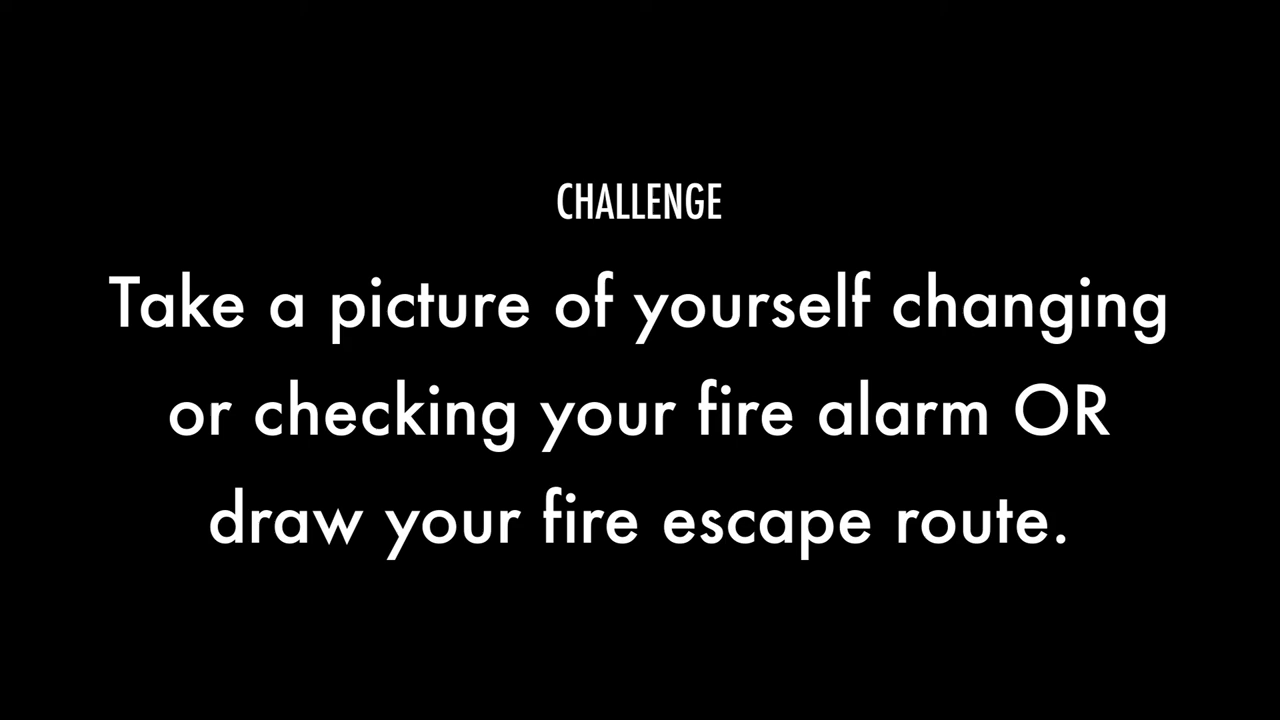 CHALLENGE
Take a picture of yourself changing
or checking your fire alarm OR
draw your fire escape route.